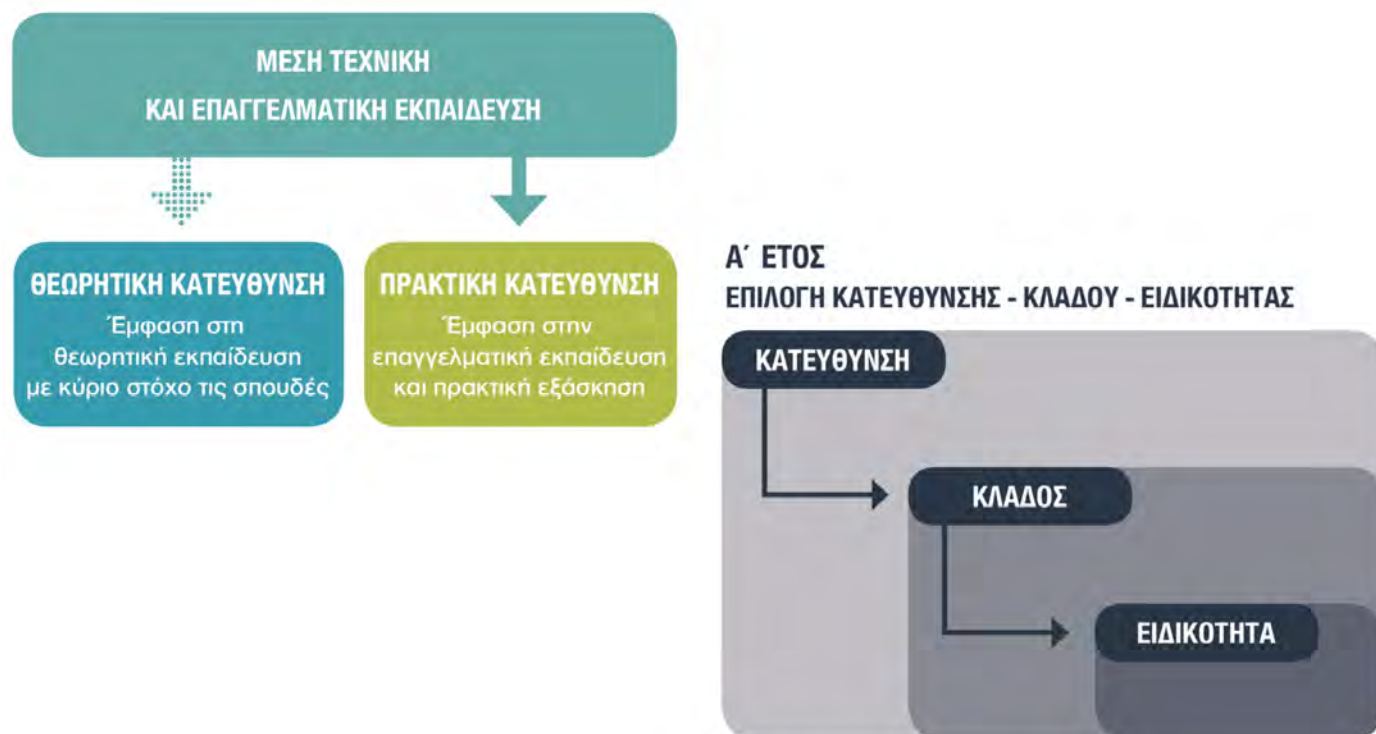 ΜΕΣΗ ΤΕΧΝΙΚΗ
ΚΑΙ ΕΠΑΓΓΕΛΜΑΤΙΚΗ ΕΚΠΑΙΔΕΥΣΗ
ΘΕΩΡΗΤΙΚΗ ΚΑΤΕΥΘΥΝΣΗ
Έμφαση στη
θεωρητική εκπαίδευση
με κύριο στόχο τις σπουδές
ΠΡΑΚΤΙΚΗ ΚΑΤΕΥΘΥΝΣΗ
Έμφαση στην
επαγγελματική εκπαίδευση
και πρακτική εξάσκηση
Α΄ ΕΤΟΣ
ΕΠΙΛΟΓΗ ΚΑΤΕΥΘΥΝΣΗΣ - ΚΛΑΔΟΥ - ΕΙΔΙΚΟΤΗΤΑΣ
ΚΑΤΕΥΘΥΝΣΗ
ΚΛΑΔΟΣ
ΕΙΔΙΚΟΤΗΤΑ